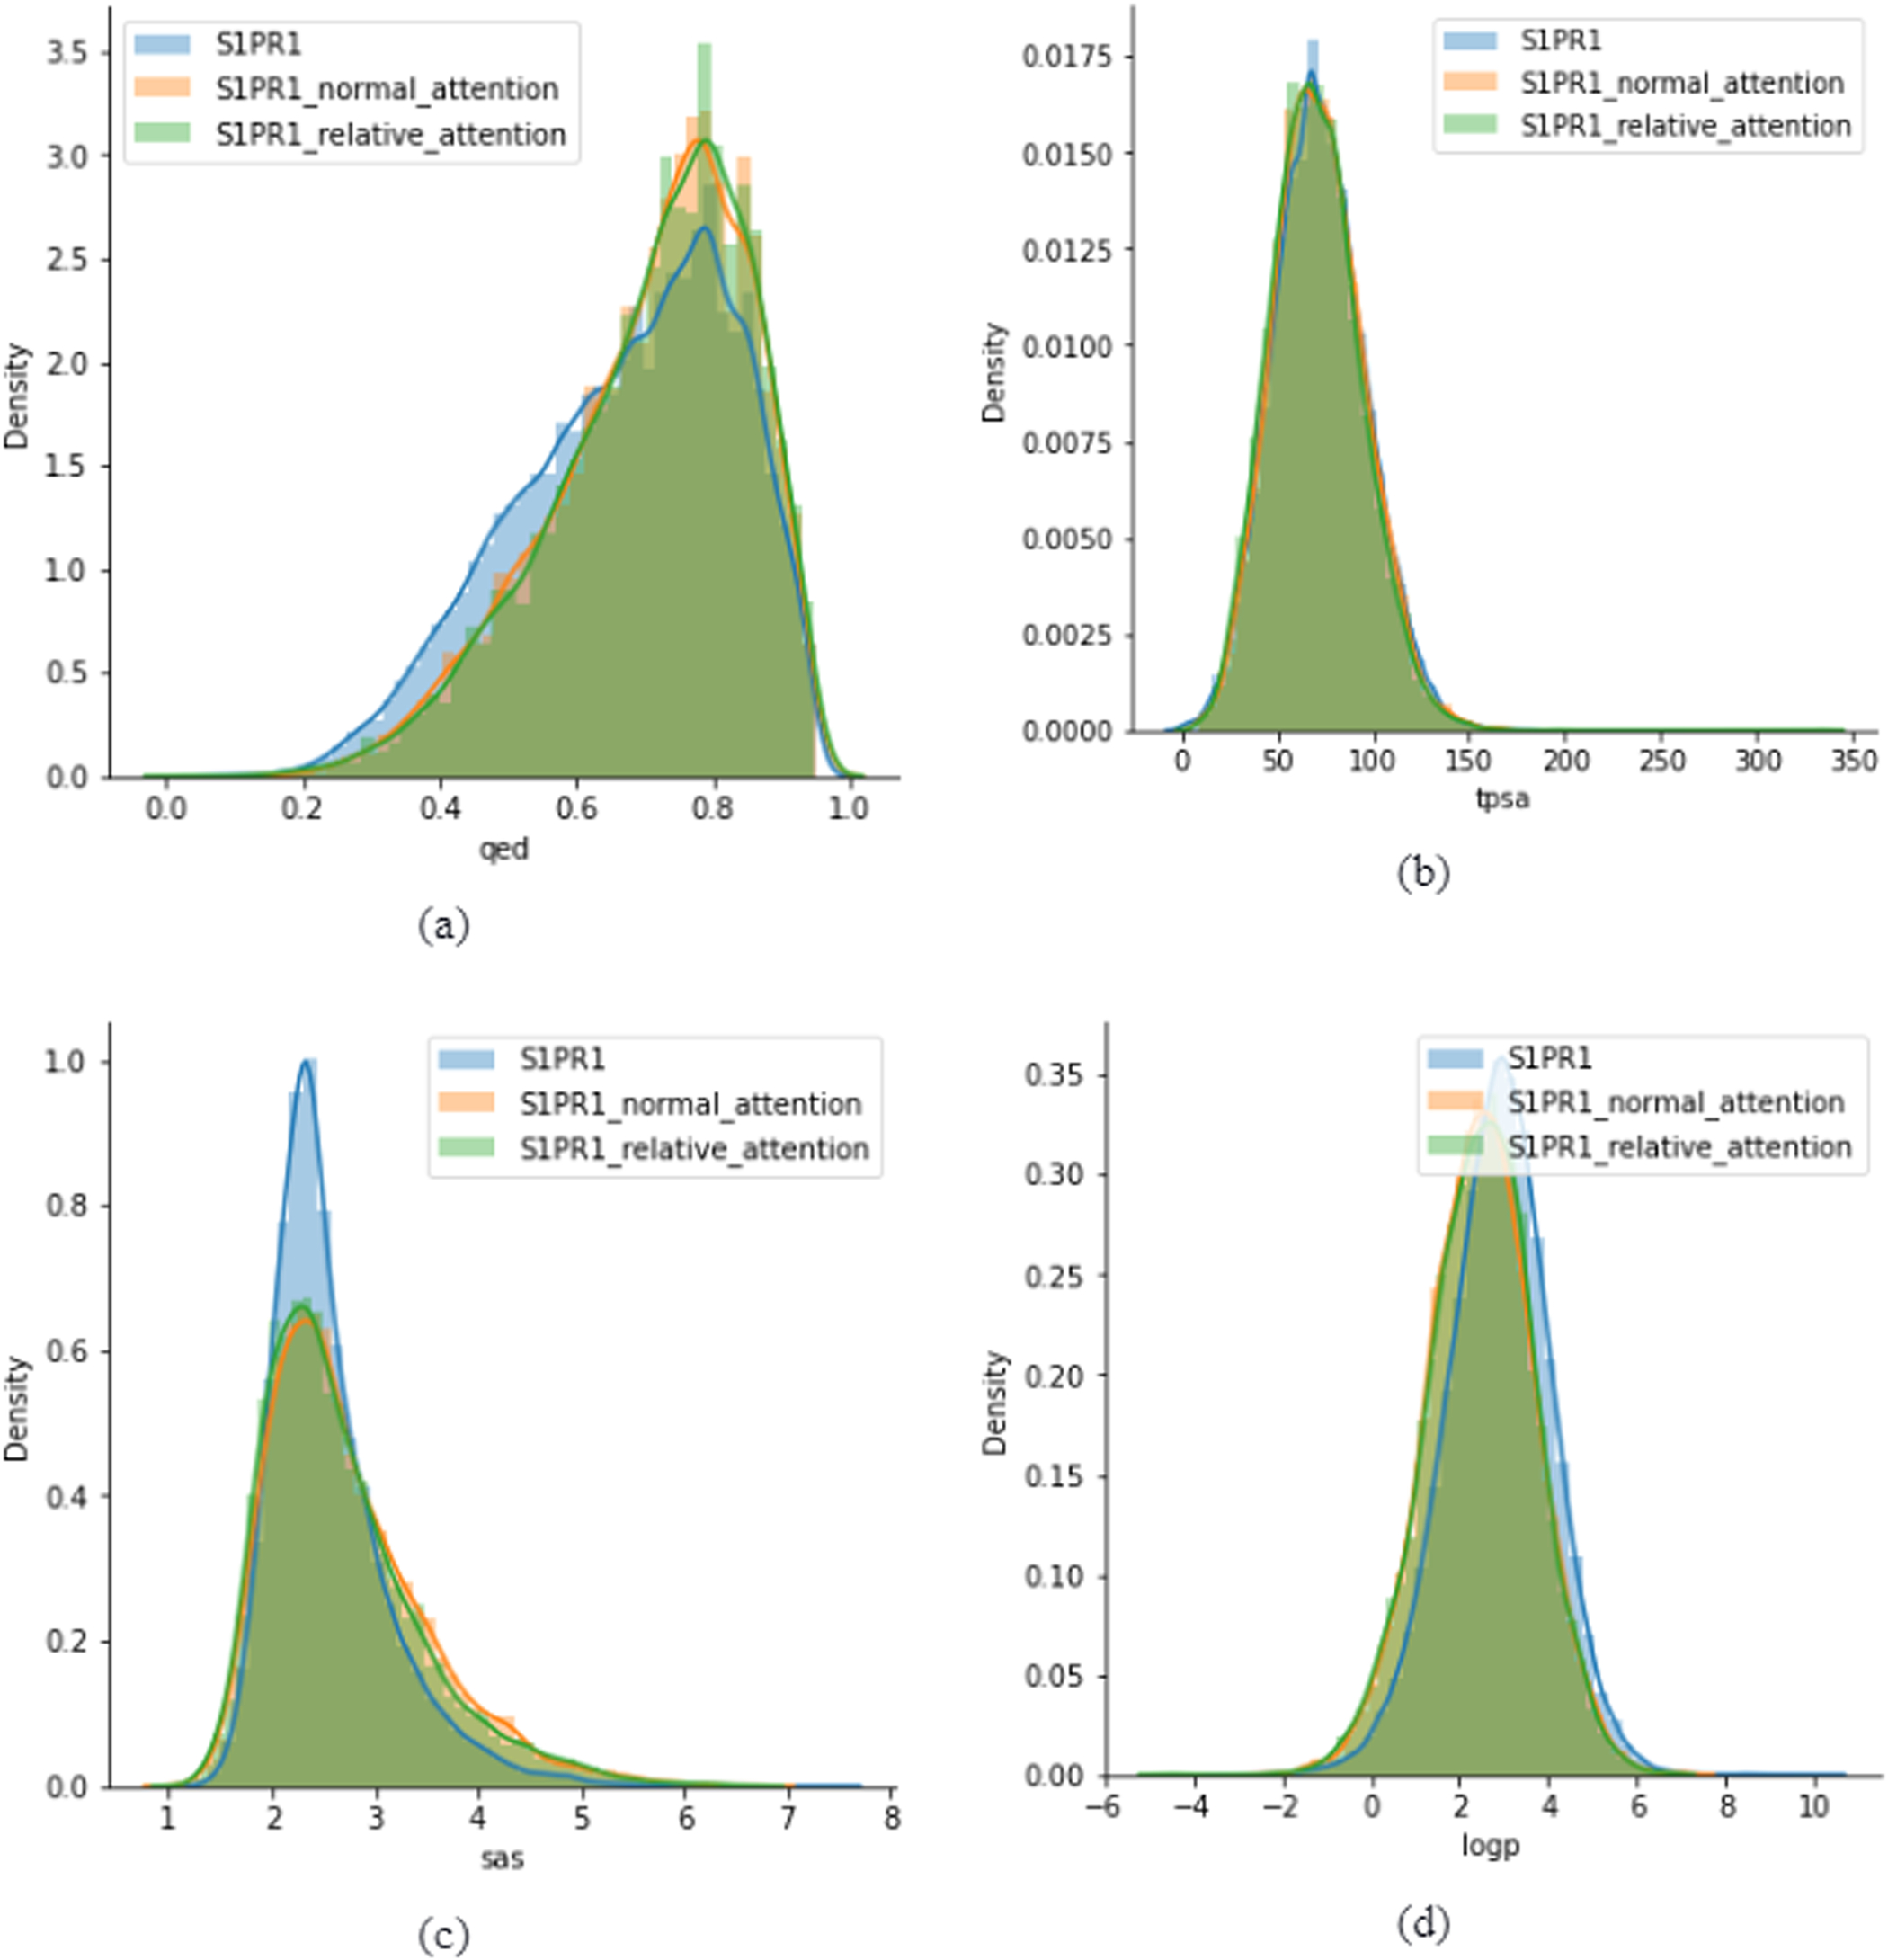 S1PR1
S1PR1_normal_attention
S1PR1_relative_attention
3.5
3.0
2.5
2.0
1.5
1.0
0.5
0.0
Density
0.0 0.2 0.4 0.6 0.8 1.0
qed
(a)
S1PR1
S1PR1_normal_attention
S1PR1_relative_attention
0.0175
0.0150
0.0125
0.0100
0.0075
0.0050
0.0025
0.0000
Density
0 50 100 150 200 250 300 350
tpsa
(b)
S1PR1
S1PR1_normal_attention
S1PR1_relative_attention
1.0
0.8
0.6
0.4
0.2
0.0
Density
1 2 3 4 5 6 7 8
sas
(c)
S1PR1
S1PR1_normal_attention
S1PR1_relative_attention
0.35
0.30
0.25
0.20
0.15
0.10
0.05
0.00
Density
−6 −4 −2 0 2 4 6 8 10
logp
(d)